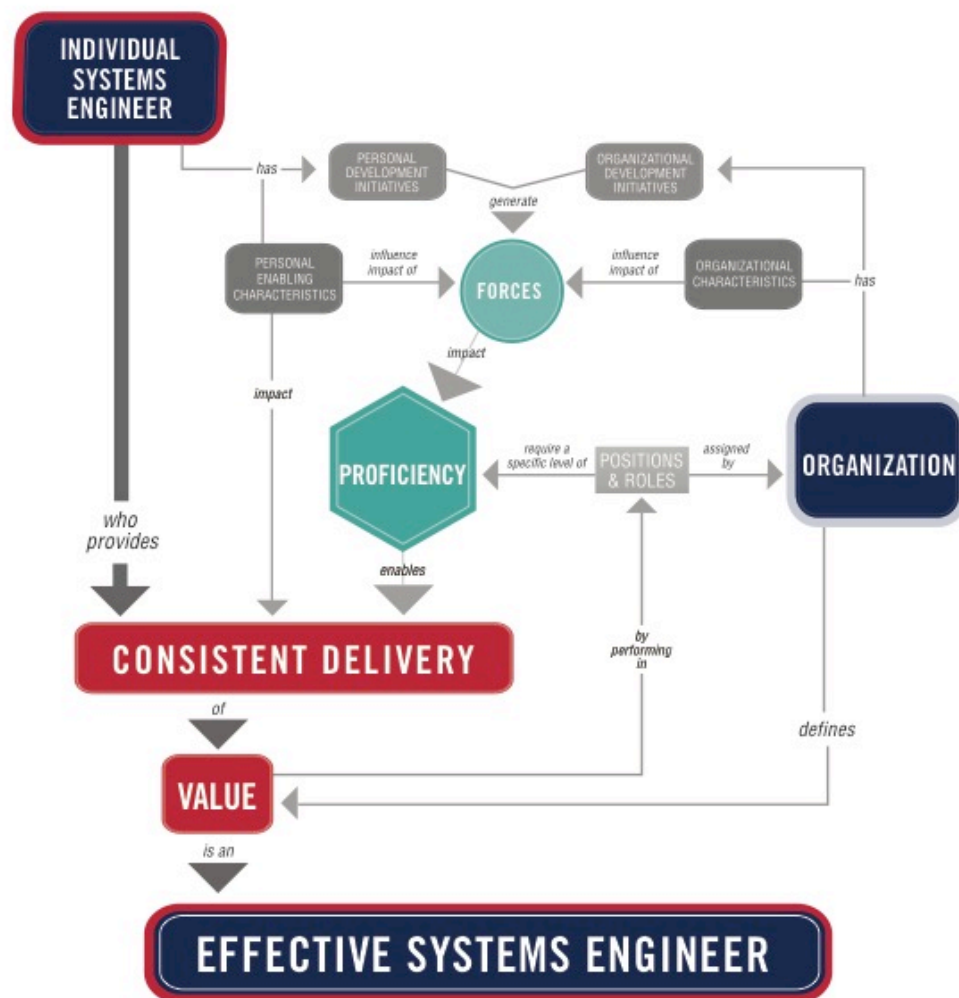 INDIVIDUAL
SYSTEMS
ENGINEER
has
PERSONAL
DEVELOPMENT
INITIATIVES
ORGANIZATIONAL
DEVELOPMENT
INITIATIVES
generate
PERSONAL
ENABLING
CHARACTERISTICS
influence
impact of
FORCES
influence
impact of
ORGANIZATIONAL
CHARACTERISTICS
has
impact
impact
PROFICIENCY
require a
specific level of
POSITIONS
& ROLES
assigned
by
ORGANIZATION
who
provides
enables
CONSISTENT DELIVERY
by
performing
in
of
defines
VALUE
is an
EFFECTIVE SYSTEMS ENGINEER